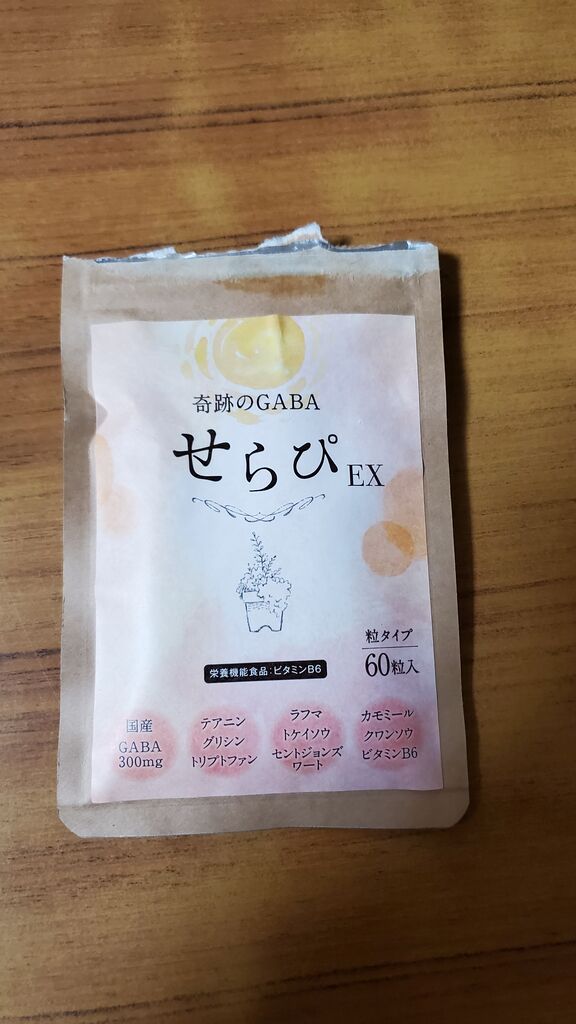 奇跡のGABA
せらぴEX
粒タイプ
60粒入
栄養機能食品：ビタミンB6
国産
GABA
300mg
テアニン
グリシン
トリプトファン
ラフマ
トケイソウ
セントジョンズ
ワート
カモミール
クワンソウ
ビタミンB6